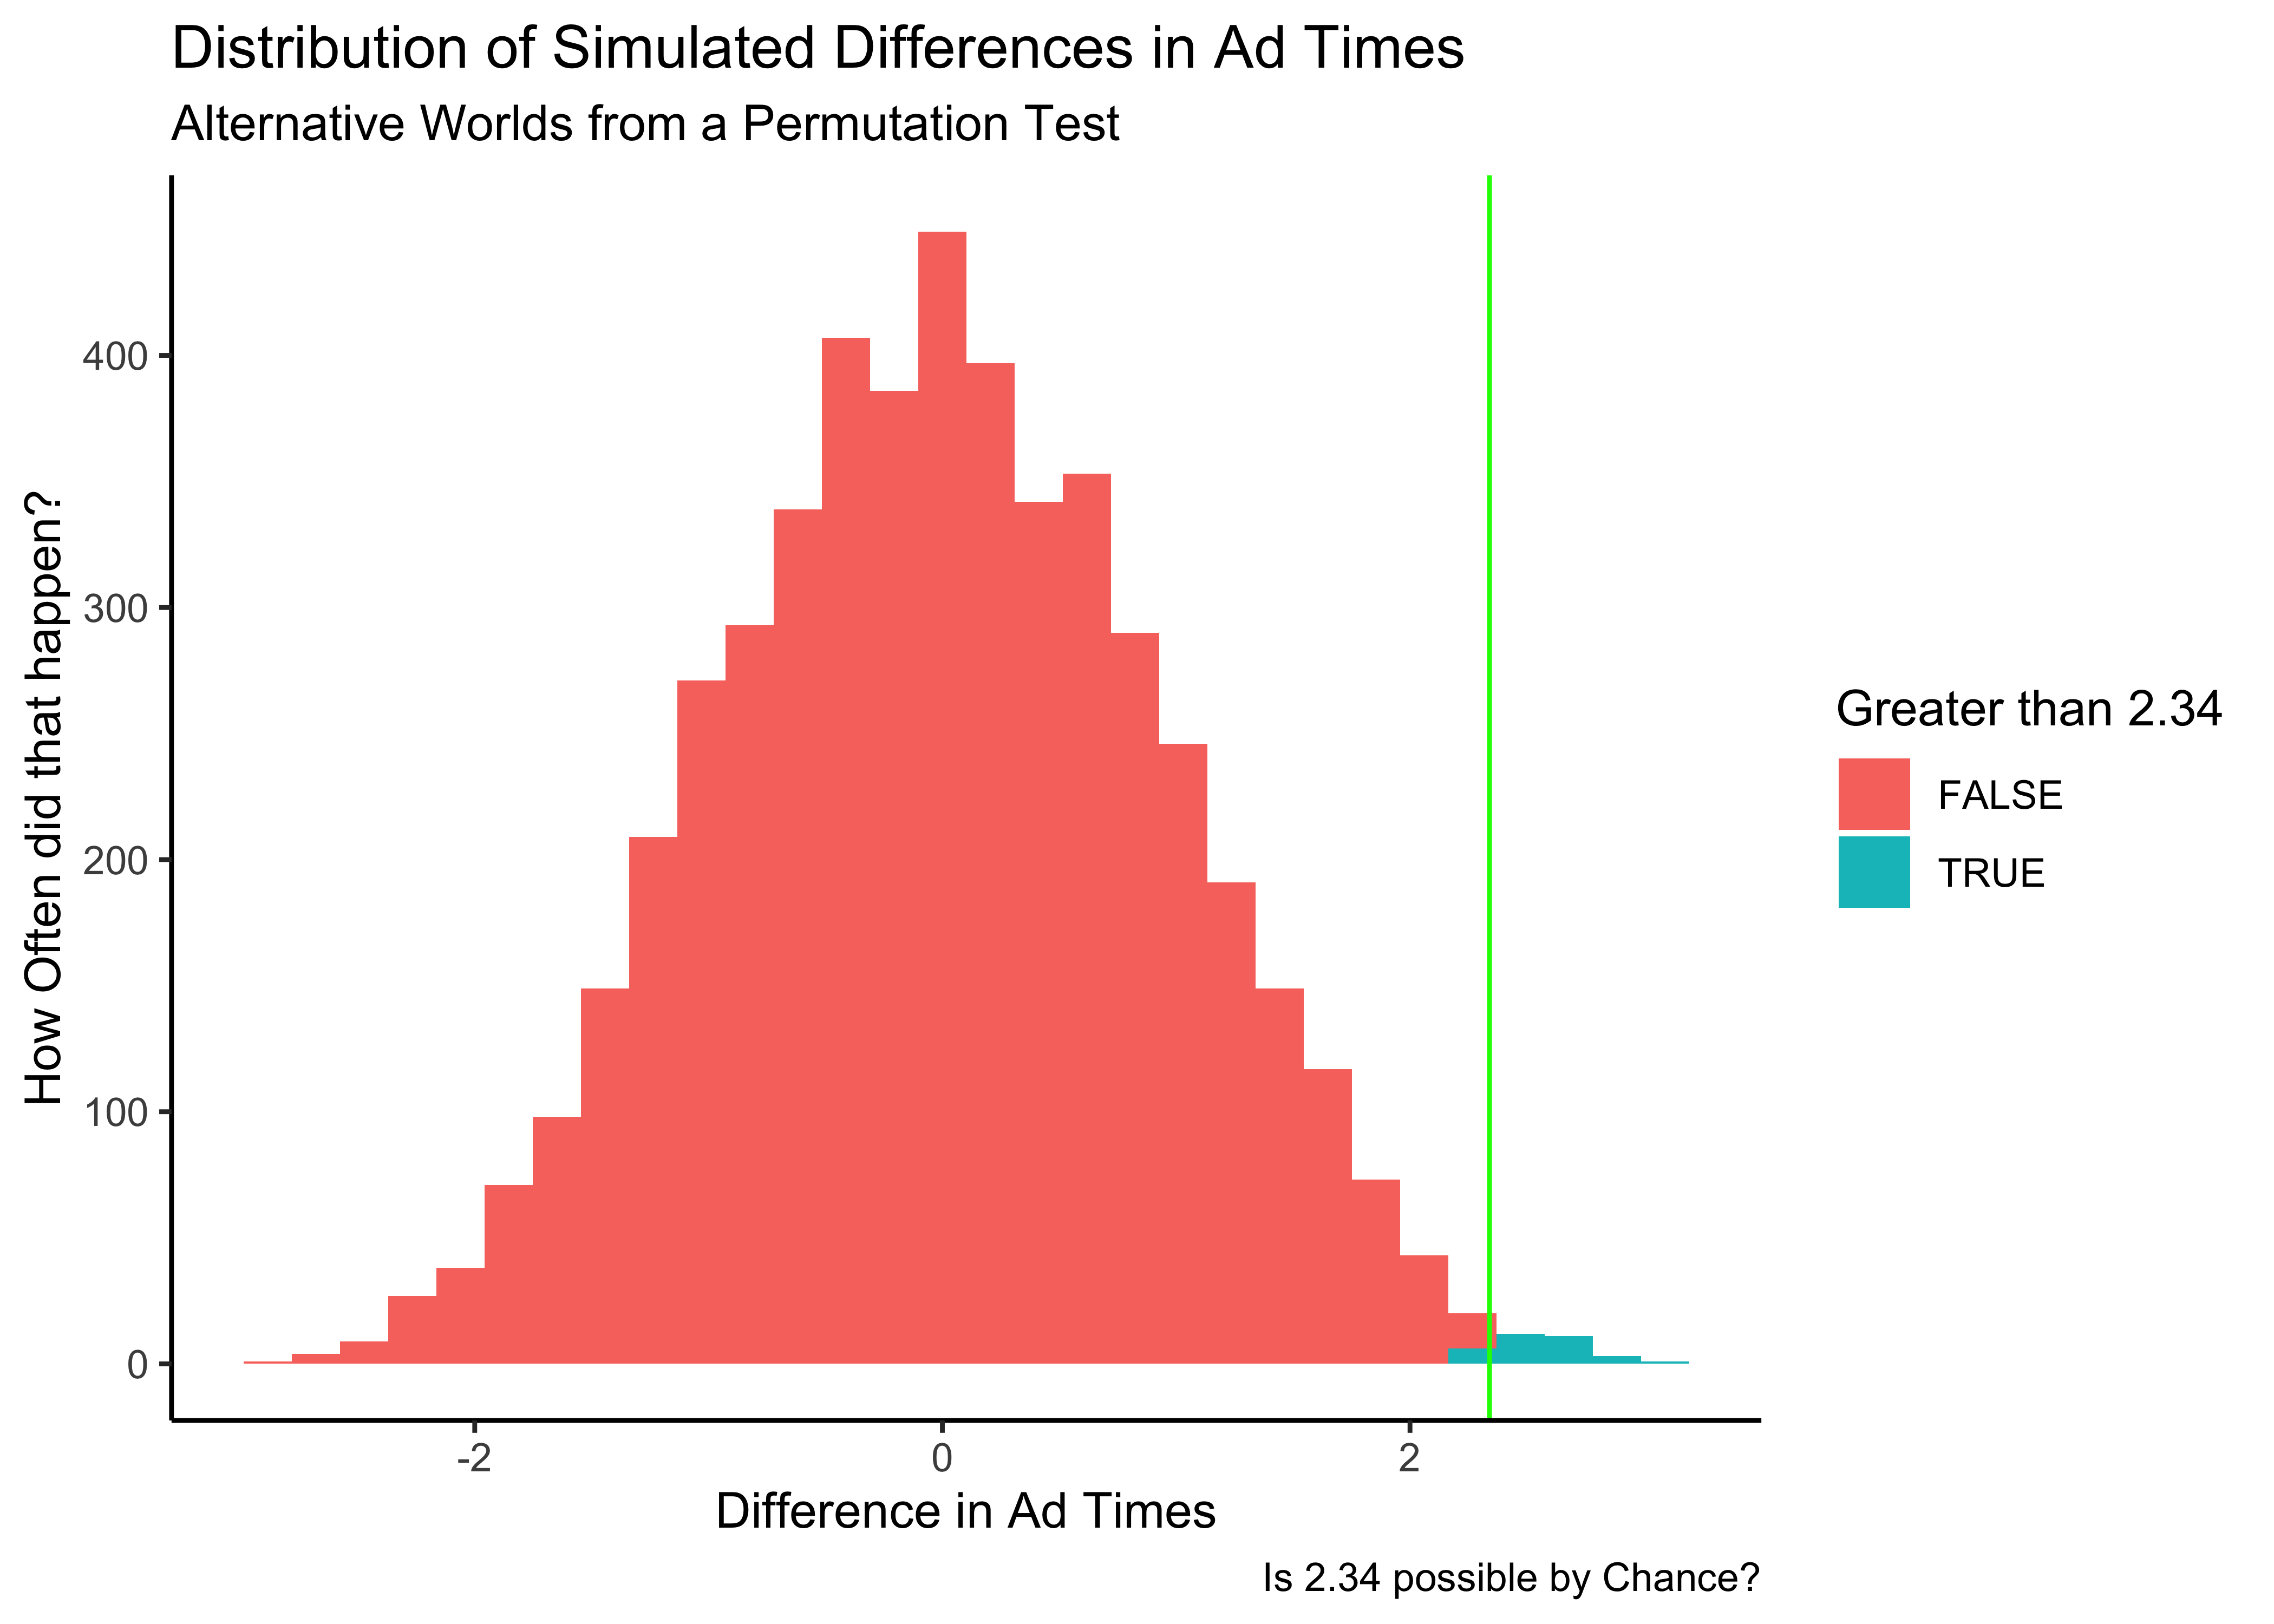 Distribution of Simulated Differences in Ad Times
Alternative Worlds from a Permutation Test
How Often did that happen?
400
300
200
100
0
-2
0
2
Difference in Ad Times
Is 2.34 possible by Chance?
Greater than 2.34
FALSE
TRUE